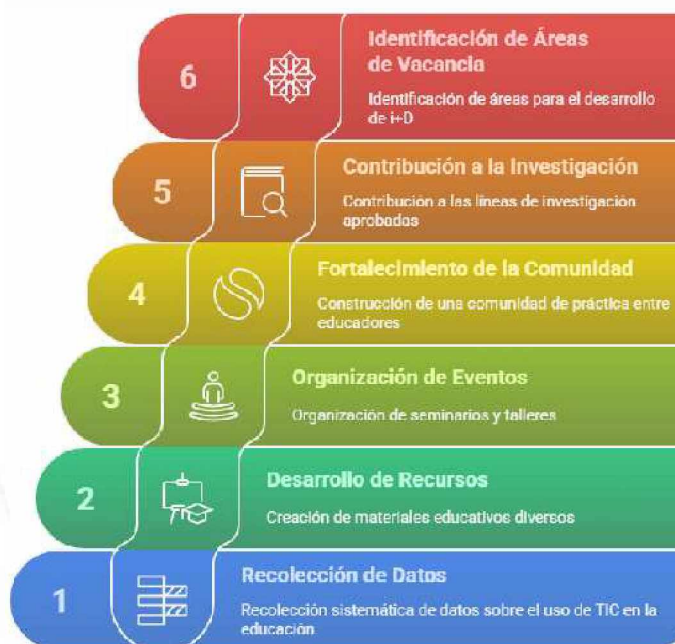 6
Identificación de Áreas
de Vacancia
Identificación de áreas para el desarrollo
de i+D
5
Contribución a la Investigación
Contribución a las líneas de investigación
aprobadas
4
Fortalecimiento de la Comunidad
Construcción de una comunidad de práctica entre
educadores
3
Organización de Eventos
Organización de seminarios y talleres
2
Desarrollo de Recursos
Creación de materiales educativos diversos
1
Recolección de Datos
Recolección sistemática de datos sobre el uso de TIC en la
educación